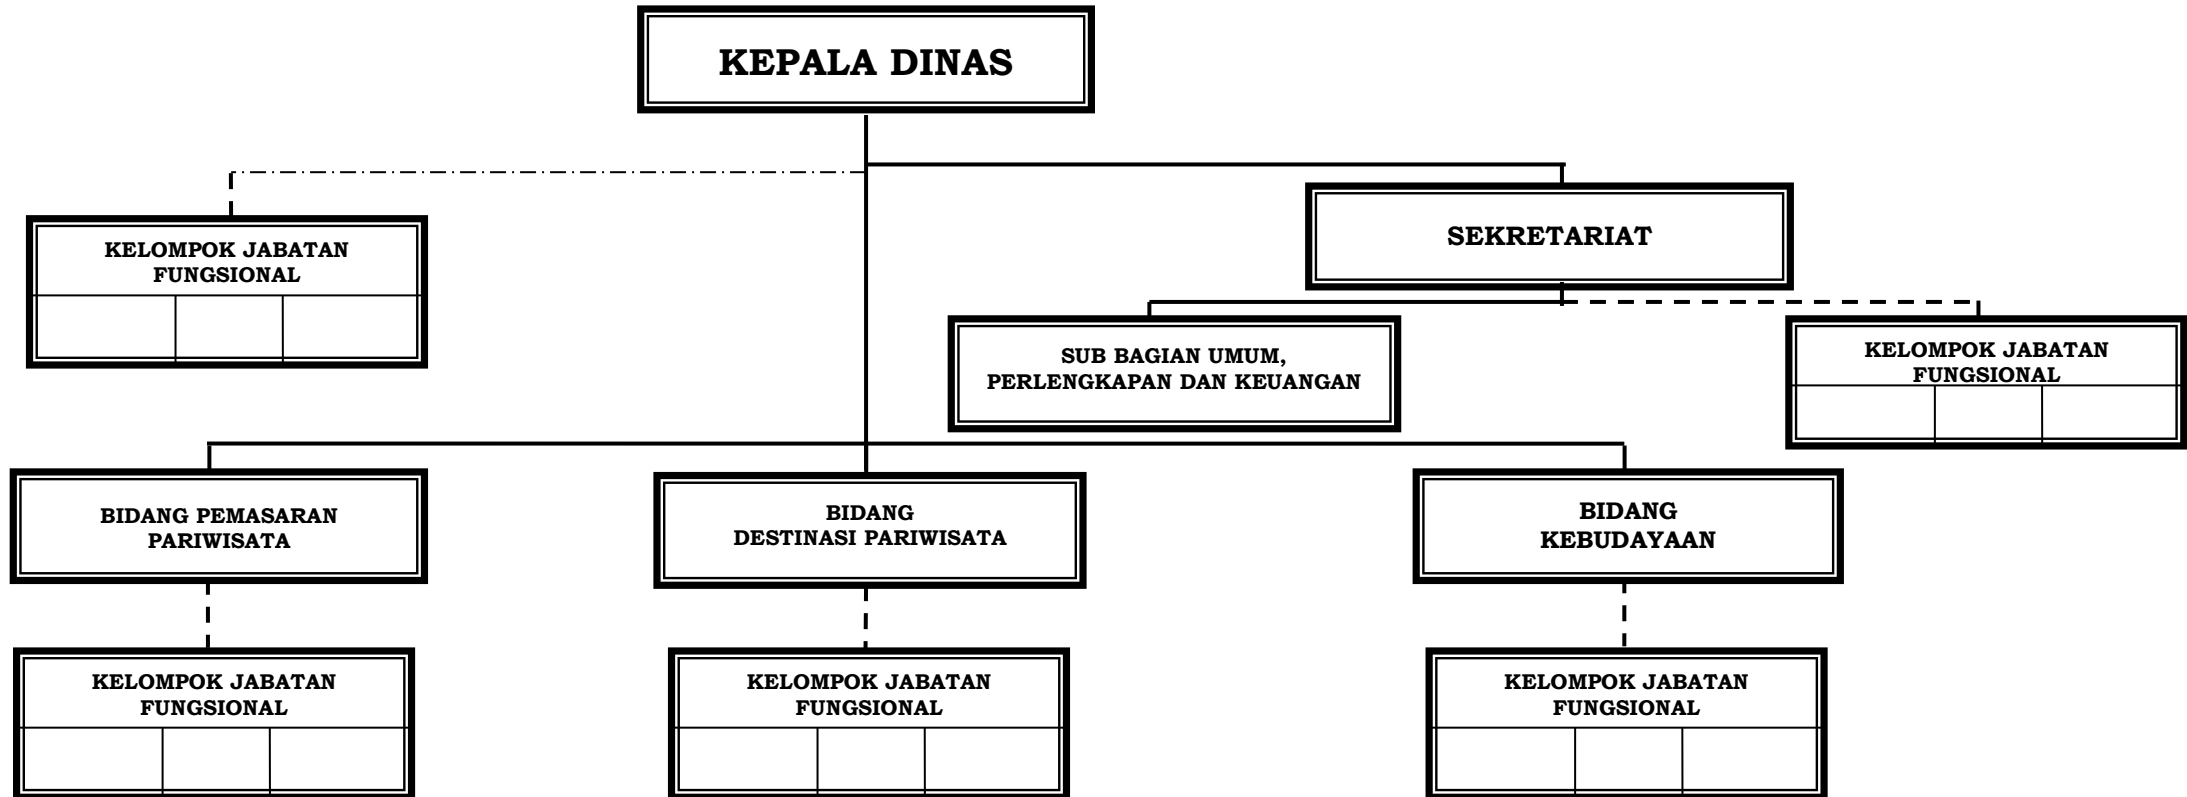 KEPALA DINAS
KELOMPOK JABATAN
FUNGSIONAL
SEKRETARIAT
SUB BAGIAN UMUM,
PERLENGKAPAN DAN KEUANGAN
KELOMPOK JABATAN
FUNGSIONAL
BIDANG PEMASARAN
PARIWISATA
BIDANG
DESTINASI PARIWISATA
BIDANG
KEBUDAYAAN
KELOMPOK JABATAN
FUNGSIONAL
KELOMPOK JABATAN
FUNGSIONAL
KELOMPOK JABATAN
FUNGSIONAL